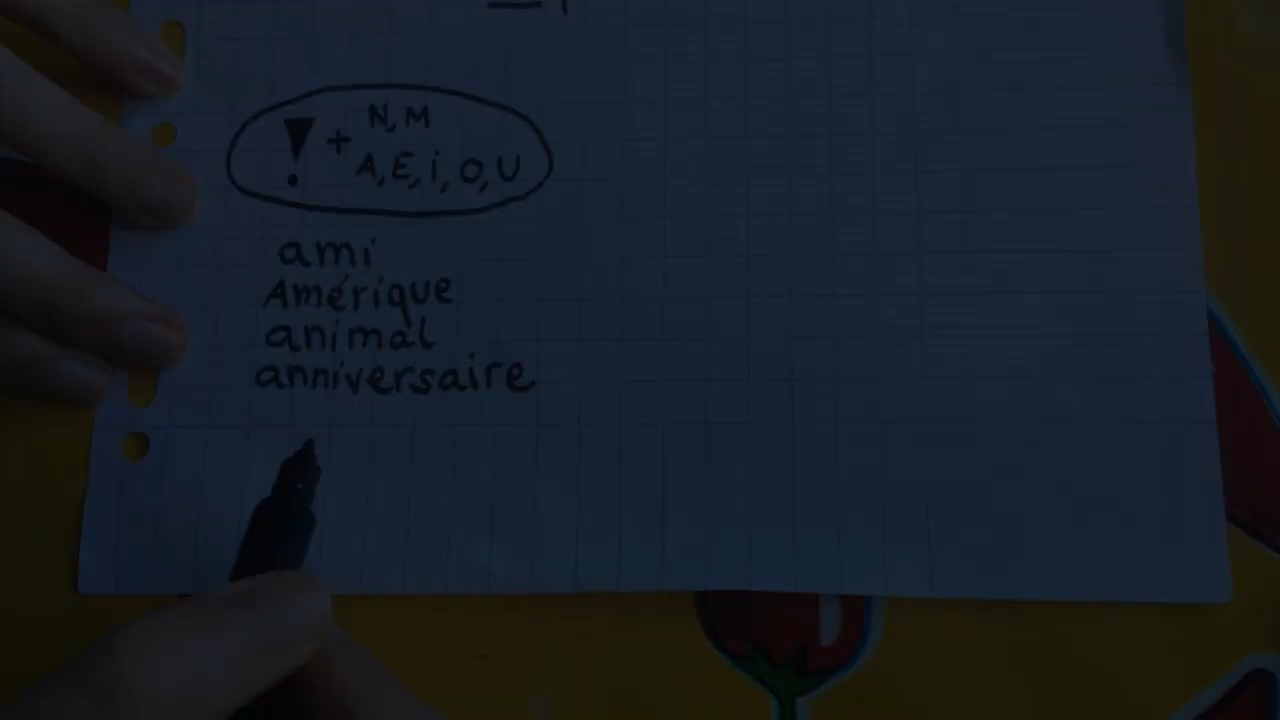 ! + N, M
A, E, i, O, U
ami
Amérique
animal
anniversaire